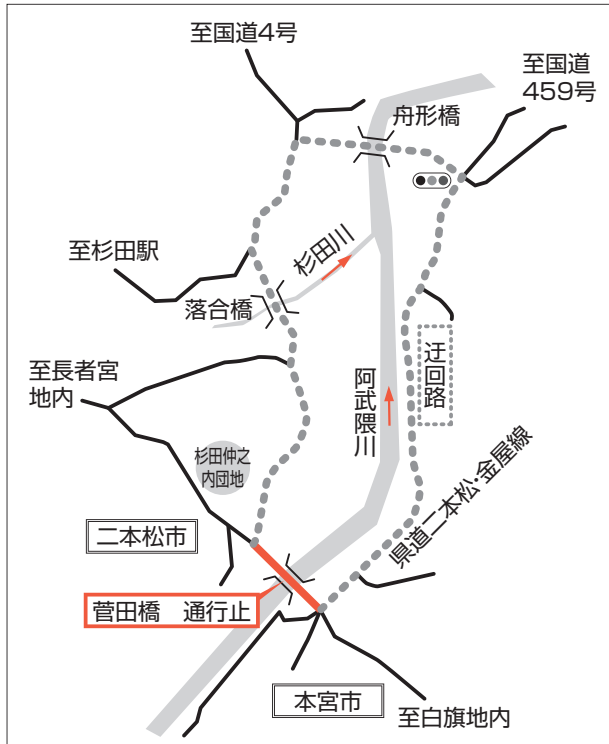 至国道4号
至国道
459号
舟形橋
至杉田駅
杉田川
落合橋
至長者宮
地内
迂回路
阿武隈川
杉田仲之
内団地
県道二本松・金屋線
二本松市
菅田橋　通行止
本宮市
至白旗地内